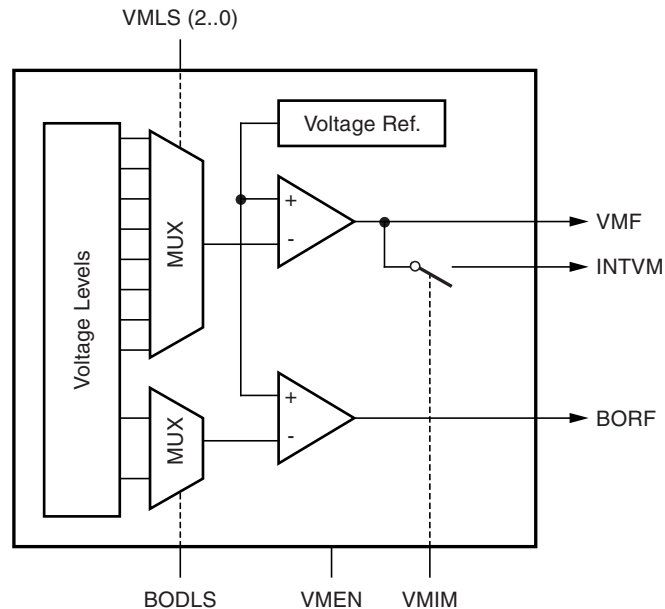 VMLS (2..0)
Voltage Ref.
Voltage Levels
MUX
+
-
VMF
INTVM
MUX
+
-
BORF
BODLS
VMEN
VMIM